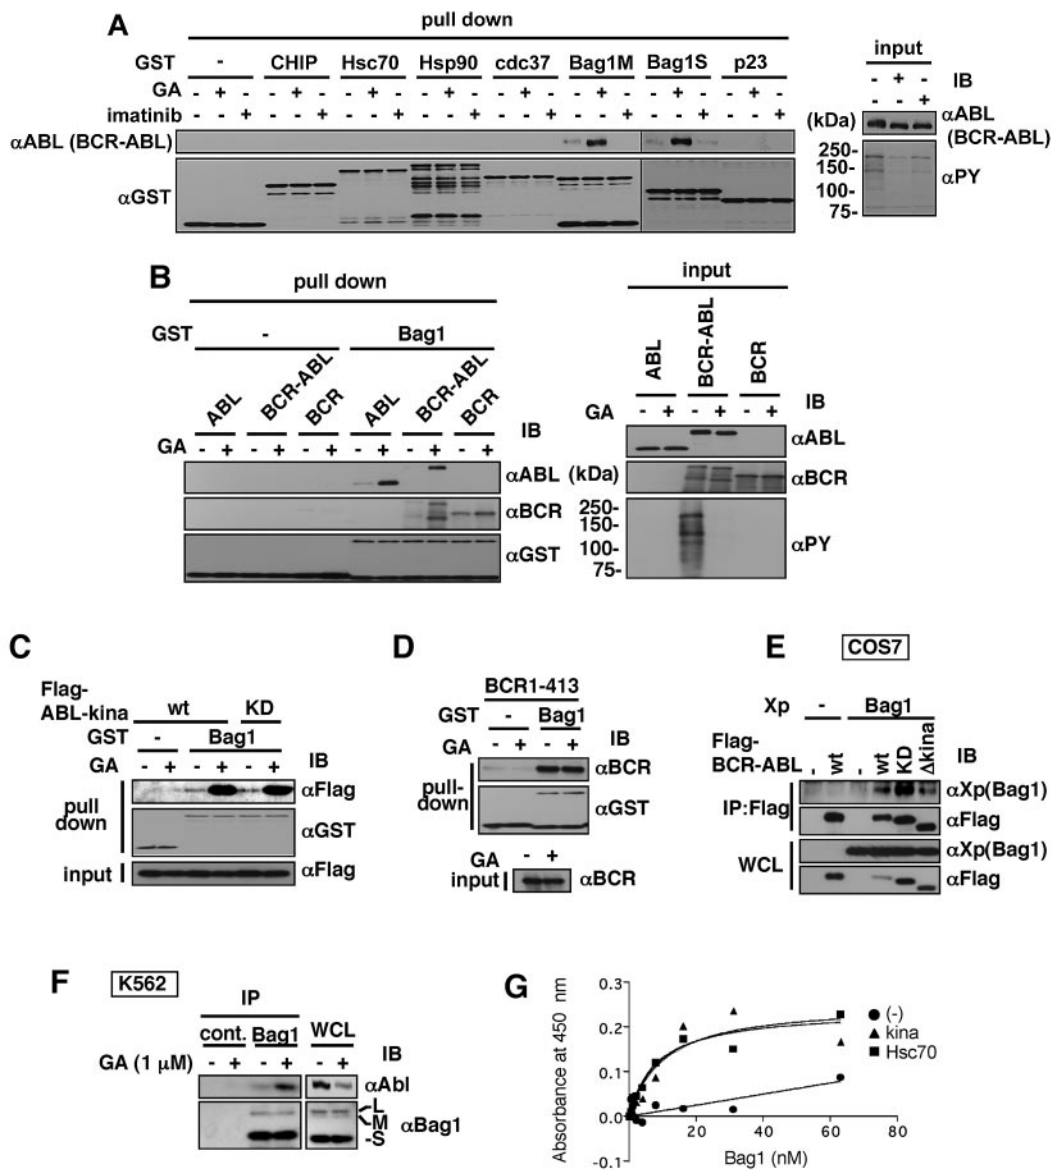 A
pull down
GST - CHIP Hsc70 Hsp90 cdc37 Bag1M Bag1S p23
GA - + - - + - - + - - + - - + - - + - - + - - + -
imatinib - - + - - + - - + - - + - - + - - + - - + - - +
αABL (BCR-ABL)
αGST
input
- + - IB
- - +
(kDa) αABL
(BCR-ABL)
250-
150-
100-
75-
αPY
B
pull down
GST - Bag1
ABL BCR-ABL BCR ABL BCR-ABL BCR
IB
GA - + - + - + - + - + - +
αABL
αBCR
αGST
input
ABL BCR-ABL BCR
GA - + - + - + IB
αABL
(kDa) αBCR
250-
150-
100-
75-
αPY
C
Flag-
ABL-kina wt KD
GST - Bag1
GA - + - + - + IB
pull
down
αFlag
αGST
input αFlag
D
BCR1-413
GST - Bag1
GA - + - + IB
pull-
down
αBCR
αGST
GA - +
input αBCR
E
COS7
Xp - Bag1
Flag-
BCR-ABL - wt - wt KD Δkina IB
IP:Flag αXp(Bag1)
αFlag
WCL αXp(Bag1)
αFlag
F
K562
IP
cont. Bag1 WCL
GA (1 μM) - + - + - + IB
αAbl
L
M
-S
αBag1
G
Absorbance at 450 nm
0.3
0.2
0.1
0.0
-0.1
0 20 40 60 80
Bag1 (nM)
(-)
kina
Hsc70